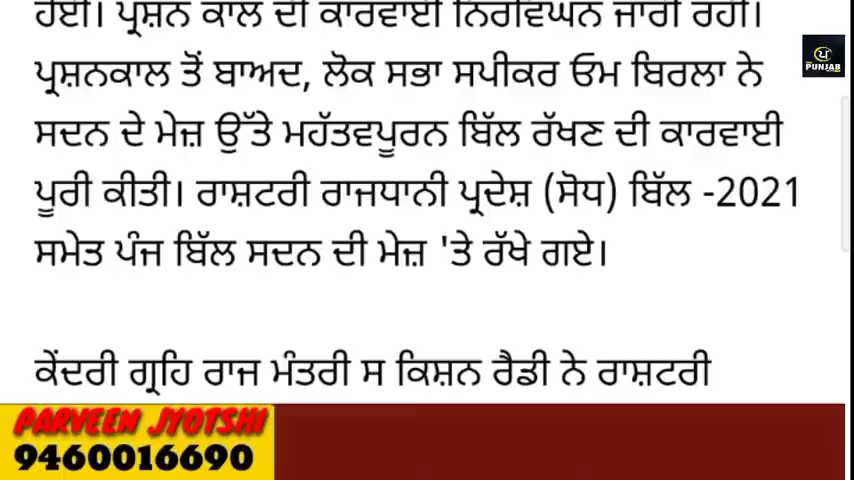 ਹੋਈ। ਪ੍ਰਸ਼ਨ ਕਾਲ ਦੀ ਕਾਰਵਾਈ ਨਿਰਵਿਘਨ ਜਾਰੀ ਰਹੀ।
ਪ੍ਰਸ਼ਨਕਾਲ ਤੋਂ ਬਾਅਦ, ਲੋਕ ਸਭਾ ਸਪੀਕਰ ਓਮ ਬਿਰਲਾ ਨੇ
ਸਦਨ ਦੇ ਮੇਜ਼ ਉੱਤੇ ਮਹੱਤਵਪੂਰਨ ਬਿੱਲ ਰੱਖਣ ਦੀ ਕਾਰਵਾਈ
ਪੂਰੀ ਕੀਤੀ। ਰਾਸ਼ਟਰੀ ਰਾਜਧਾਨੀ ਪ੍ਰਦੇਸ਼ (ਸੋਧ) ਬਿੱਲ -2021
ਸਮੇਤ ਪੰਜ ਬਿੱਲ ਸਦਨ ਦੀ ਮੇਜ਼ 'ਤੇ ਰੱਖੇ ਗਏ।
ਕੇਂਦਰੀ ਗ੍ਰਹਿ ਰਾਜ ਮੰਤਰੀ ਸ ਕਿਸ਼ਨ ਰੈਡੀ ਨੇ ਰਾਸ਼ਟਰੀ
ਪ
PUNJAB
PARVEEN JYOTSHI
9460016690